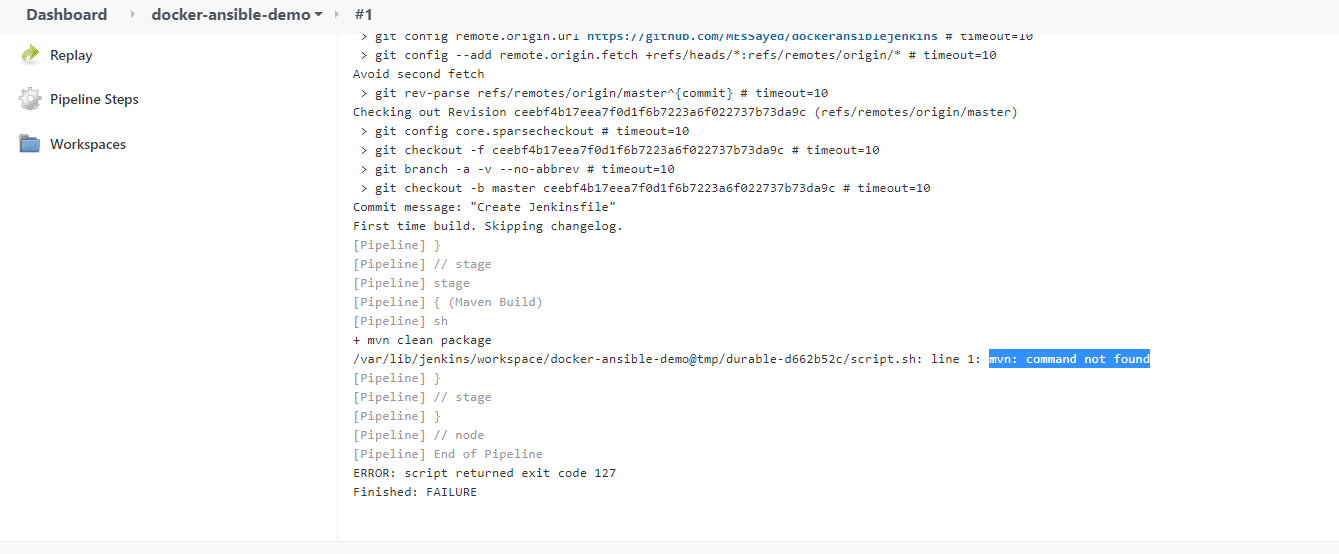 Dashboard docker-ansible-demo #1
Replay
Pipeline Steps
Workspaces
> git config remote.origin.url https://github.com/MEsSayed/dockeransiblejenkins # timeout=10
> git config --add remote.origin.fetch +refs/heads/*:refs/remotes/origin/* # timeout=10
Avoid second fetch
> git rev-parse refs/remotes/origin/master^{commit} # timeout=10
Checking out Revision ceebf4b17eea7f0d1f6b7223a6f022737b73da9c (refs/remotes/origin/master)
> git config core.sparsecheckout # timeout=10
> git checkout -f ceebf4b17eea7f0d1f6b7223a6f022737b73da9c # timeout=10
> git branch -a -v --no-abbrev # timeout=10
> git checkout -b master ceebf4b17eea7f0d1f6b7223a6f022737b73da9c # timeout=10
Commit message: "Create Jenkinsfile"
First time build. Skipping changelog.
[Pipeline] }
[Pipeline] // stage
[Pipeline] stage
[Pipeline] { (Maven Build)
[Pipeline] sh
+ mvn clean package
/var/lib/jenkins/workspace/docker-ansible-demo@tmp/durable-d662b52c/script.sh: line 1: mvn: command not found
[Pipeline] }
[Pipeline] // stage
[Pipeline] }
[Pipeline] // node
[Pipeline] End of Pipeline
ERROR: script returned exit code 127
Finished: FAILURE